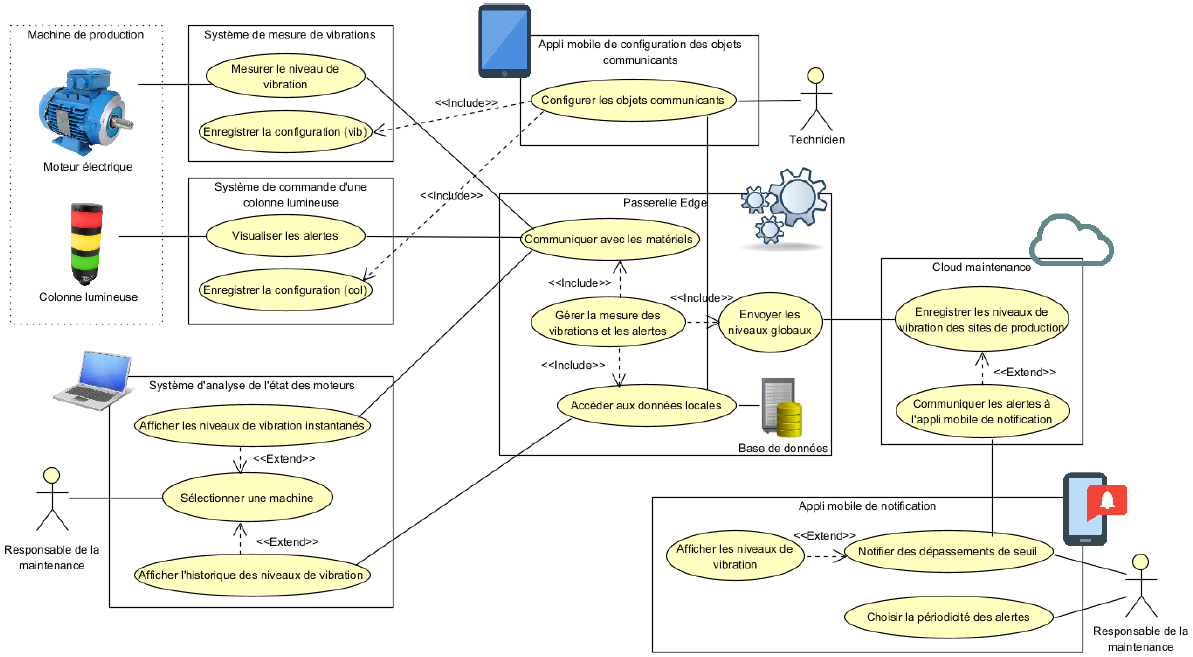 Machine de production
Moteur électrique
Colonne lumineuse
Système de mesure de vibrations
Mesurer le niveau de
vibration
Enregistrer la configuration (vib)
Système de commande d'une
colonne lumineuse
Visualiser les alertes
Enregistrer la configuration (col)
Appli mobile de configuration des objets
communicants
Configurer les objets communicants
<<Include>>
<<Include>>
Technicien
Passerelle Edge
Communiquer avec les matériels
<<Include>>
<<Include>>
Gérer la mesure des
vibrations et les alertes
Envoyer les
niveaux globaux
<<Include>>
Accéder aux données locales
Base de données
Cloud maintenance
Enregistrer les niveaux de
vibration des sites de production
<<Extend>>
Communiquer les alertes à
l'appli mobile de notification
Système d'analyse de l'état des moteurs
Afficher les niveaux de vibration instantanés
<<Extend>>
Sélectionner une machine
<<Extend>>
Afficher l'historique des niveaux de vibration
Responsable de la
maintenance
Appli mobile de notification
Afficher les niveaux de
vibration
<<Extend>>
Notifier des dépassements de seuil
Choisir la périodicité des alertes
Responsable de la
maintenance